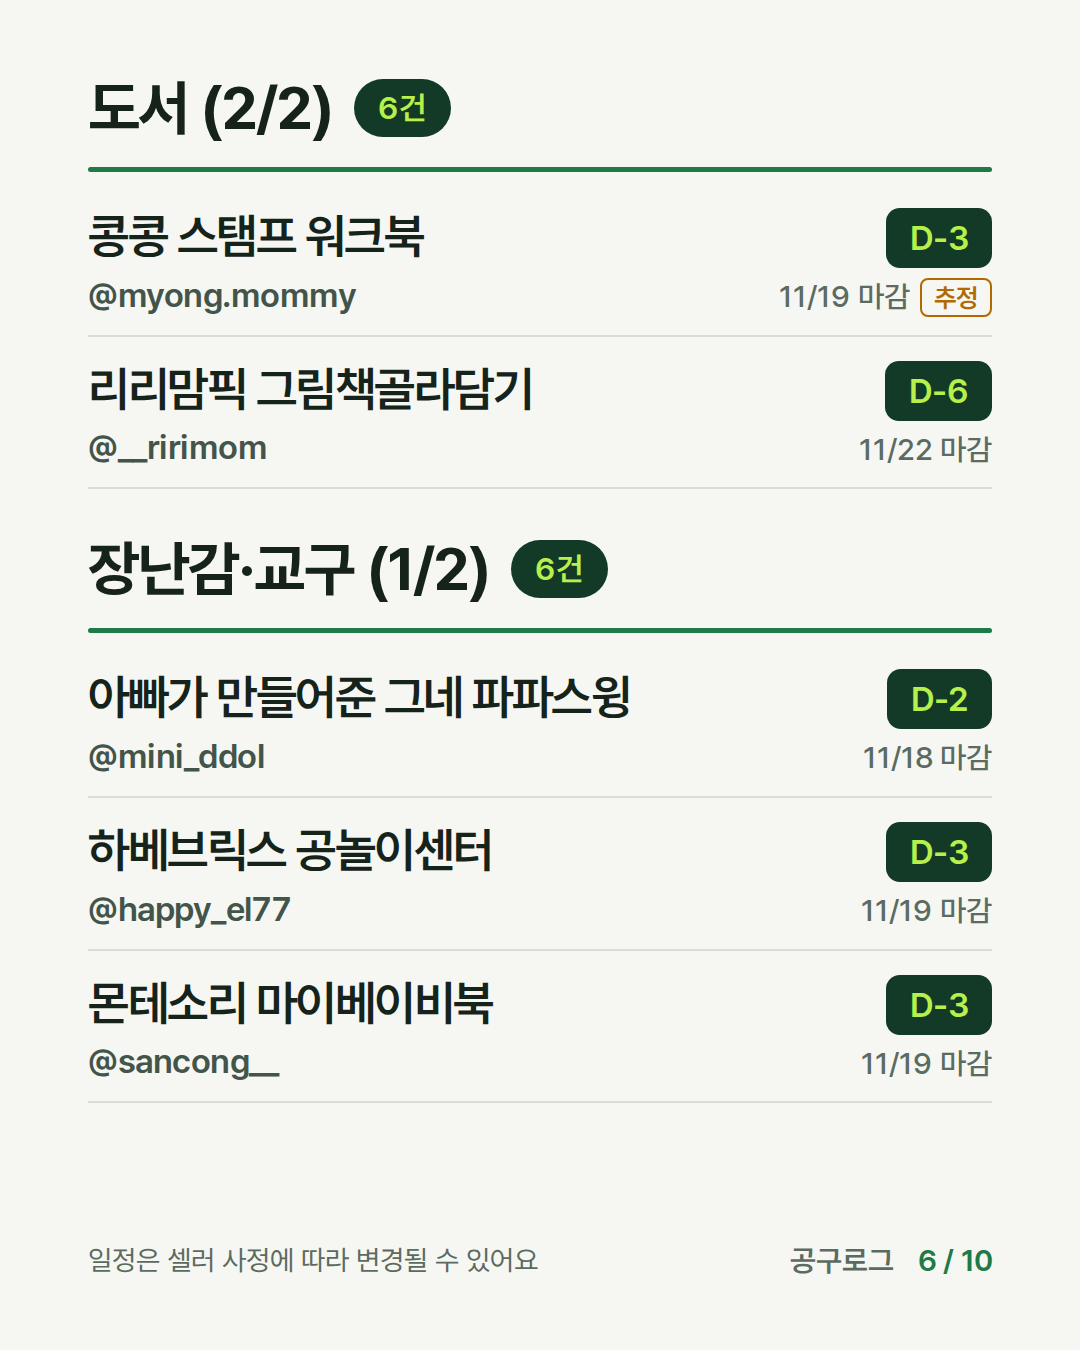 도서 (2/2) 6건
콩콩 스탬프 워크북 D-3
@myong.mommy 11/19 마감 추정
리리맘픽 그림책골라담기 D-6
@__ririmom 11/22 마감
장난감·교구 (1/2) 6건
아빠가 만들어준 그네 파파스윙 D-2
@mini_ddol 11/18 마감
하베브릭스 공놀이센터 D-3
@happy_el77 11/19 마감
몬테소리 마이베이비북 D-3
@sancong__ 11/19 마감
일정은 셀러 사정에 따라 변경될 수 있어요 공구로그 6 / 10